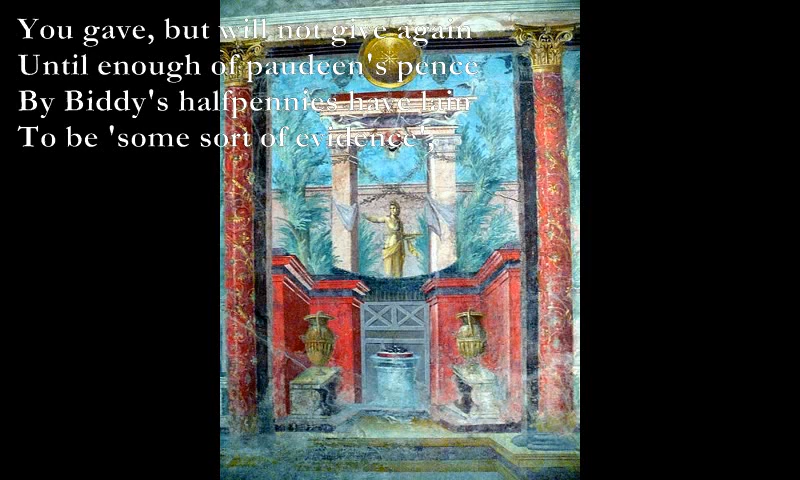 You gave, but will not give again
Until enough of paudeen's pence
By Biddy's halfpennies have lain
To be 'some sort of evidence',